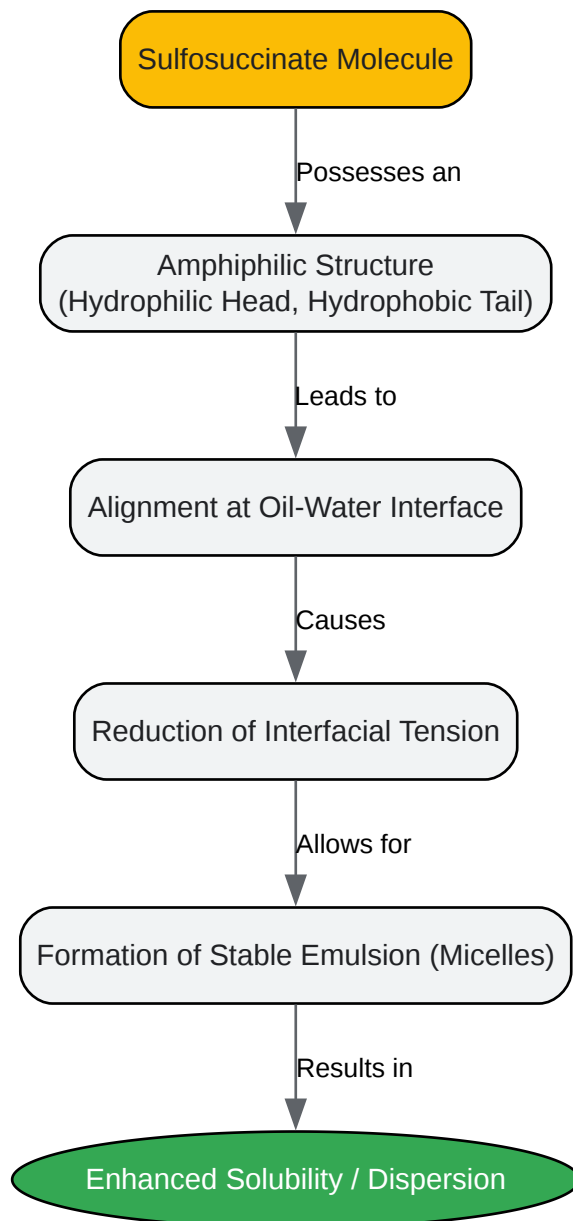 Sulfosuccinate Molecule
Possesses an
Amphiphilic Structure
(Hydrophilic Head, Hydrophobic Tail)
Leads to
Alignment at Oil-Water Interface
Causes
Reduction of Interfacial Tension
Allows for
Formation of Stable Emulsion (Micelles)
Results in
Enhanced Solubility / Dispersion